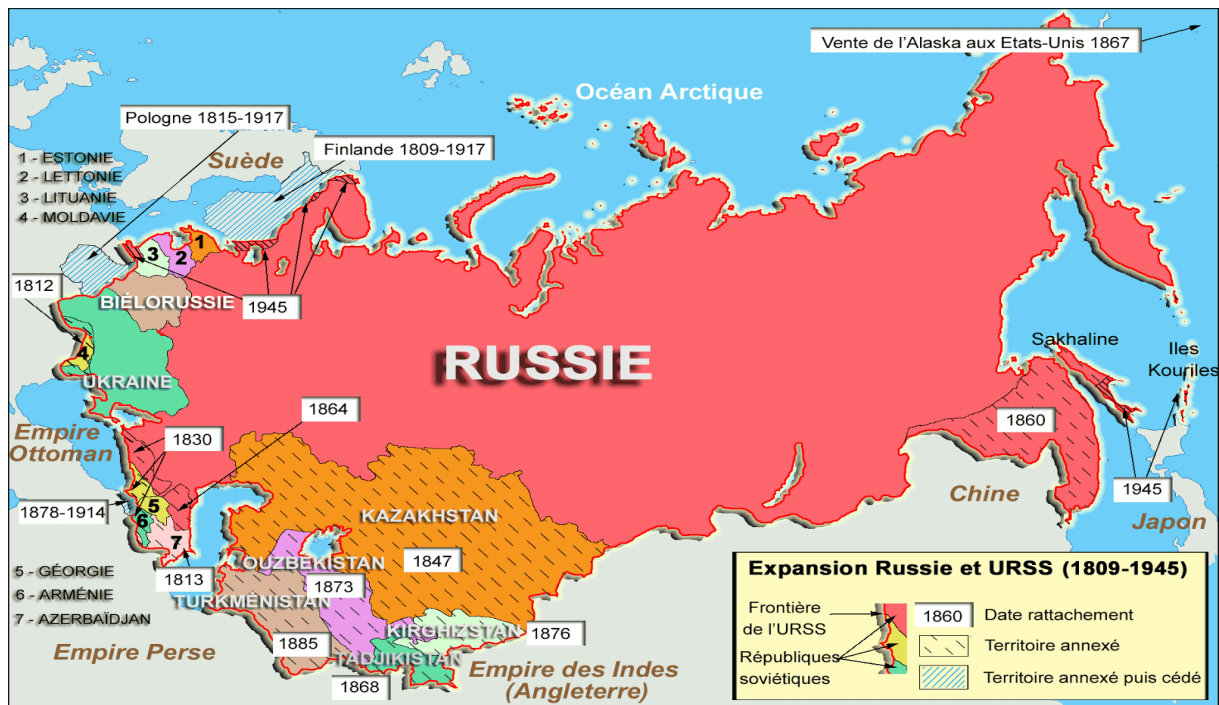 Vente de l'Alaska aux Etats-Unis 1867
Océan Arctique
Pologne 1815-1917
Finlande 1809-1917
Suède
1 - ESTONIE
2 - LETTONIE
3 - LITUANIE
4 - MOLDAVIE
1
2
3
1812
BIÉLORUSSIE
1945
4
UKRAINE
RUSSIE
Sakhaline
Iles
Kouriles
Empire
Ottoman
1830
1864
1860
1878-1914
5
6
7
KAZAKHSTAN
Chine
1945
Japon
1847
OUZBÉKISTAN
5 - GÉORGIE
6 - ARMÉNIE
7 - AZERBAÏDJAN
1813
1873
TURKMÉNISTAN
KIRGHIZSTAN
1876
Empire Perse
1885
TADJIKISTAN
1868
Empire des Indes
(Angleterre)
Expansion Russie et URSS (1809-1945)
Frontière
de l'URSS
Républiques
soviétiques
1860
Date rattachement
Territoire annexé
Territoire annexé puis cédé